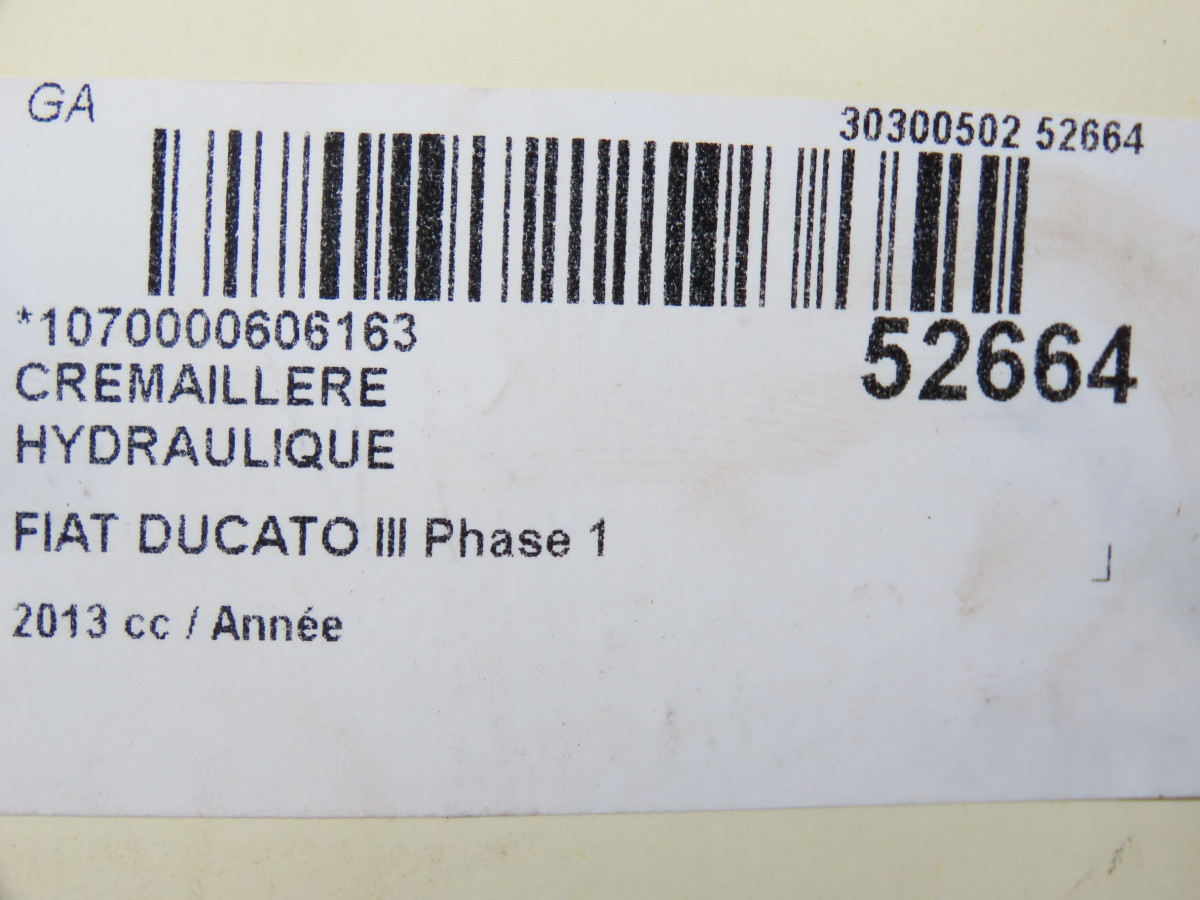 GA
30300502 52664
*1070000606163
52664
CREMAILLERE
HYDRAULIQUE
FIAT DUCATO III Phase 1
2013 cc / Année